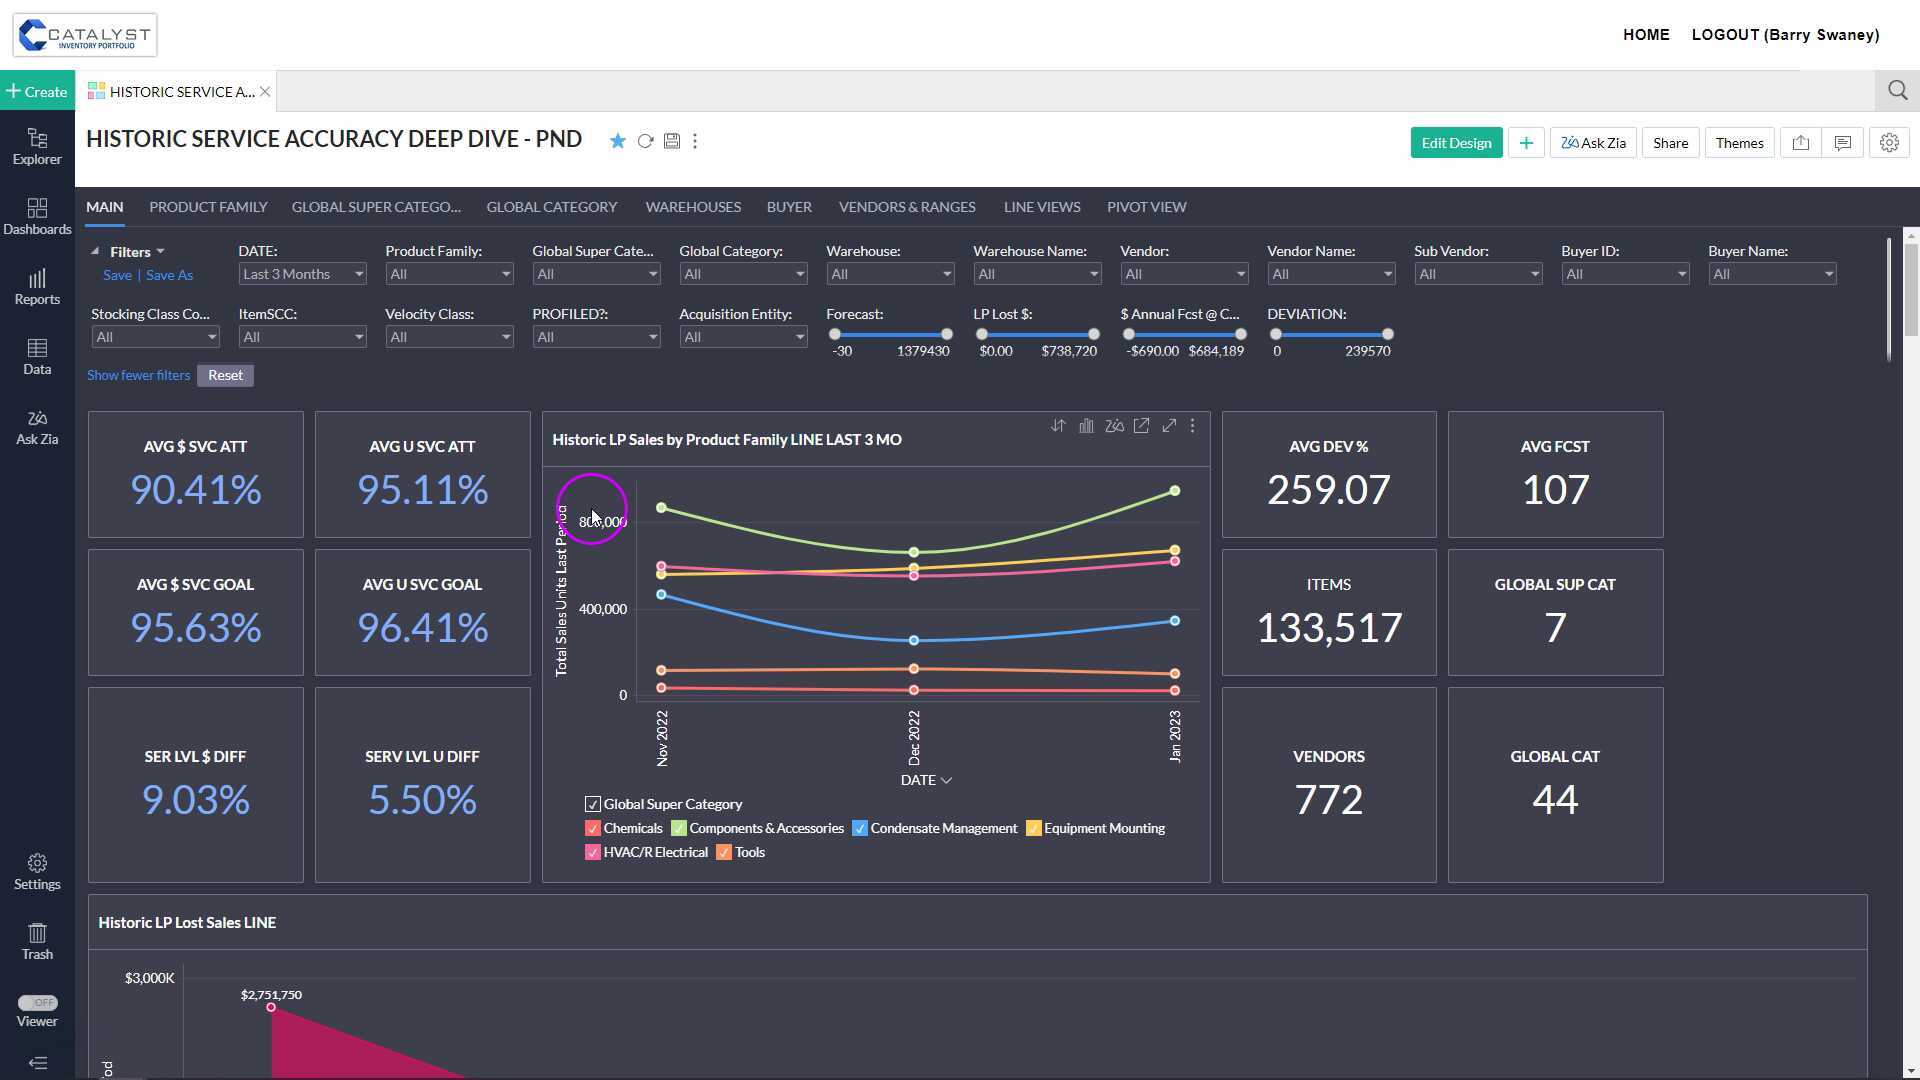 CATALYST
INVENTORY PORTFOLIO
HOME
LOGOUT (Barry Swaney)
Create
HISTORIC SERVICE A...
HISTORIC SERVICE ACCURACY DEEP DIVE - PND
Edit Design
Ask Zia
Share
Themes
Explorer
Dashboards
Reports
Data
Ask Zia
Settings
Trash
OFF
Viewer
MAIN
PRODUCT FAMILY
GLOBAL SUPER CATEGO...
GLOBAL CATEGORY
WAREHOUSES
BUYER
VENDORS & RANGES
LINE VIEWS
PIVOT VIEW
Filters
Save | Save As
DATE:
Last 3 Months
Product Family:
All
Global Super Cate...
All
Global Category:
All
Warehouse:
All
Warehouse Name:
All
Vendor:
All
Vendor Name:
All
Sub Vendor:
All
Buyer ID:
All
Buyer Name:
All
Stocking Class Co...
All
ItemSCC:
All
Velocity Class:
All
PROFILED?:
All
Acquisition Entity:
All
Forecast:
-30 1379430
LP Lost $:
$0.00 $738,720
$ Annual Fcst @ C...
-$690.00 $684,189
DEVIATION:
0 239570
Show fewer filters
Reset
AVG $ SVC ATT
90.41%
AVG U SVC ATT
95.11%
AVG $ SVC GOAL
95.63%
AVG U SVC GOAL
96.41%
SER LVL $ DIFF
9.03%
SERV LVL U DIFF
5.50%
Historic LP Sales by Product Family LINE LAST 3 MO
Total Sales Units Last Period
800,000
400,000
0
Nov 2022
Dec 2022
Jan 2023
DATE
Global Super Category
Chemicals
Components & Accessories
Condensate Management
Equipment Mounting
HVAC/R Electrical
Tools
AVG DEV %
259.07
AVG FCST
107
ITEMS
133,517
GLOBAL SUP CAT
7
VENDORS
772
GLOBAL CAT
44
Historic LP Lost Sales LINE
$3,000K
$2,751,750